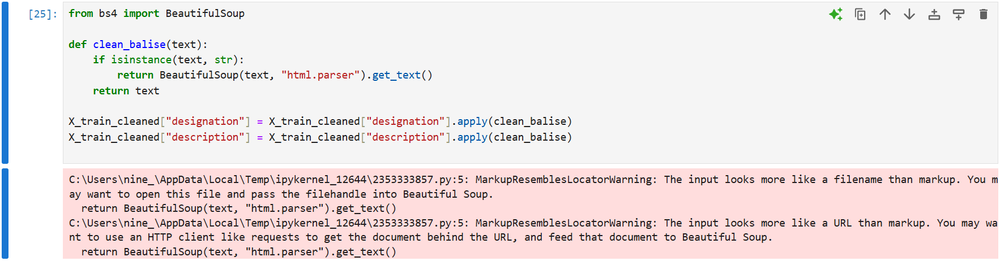 [25]:
from bs4 import BeautifulSoup
def clean_balise(text):
    if isinstance(text, str):
        return BeautifulSoup(text, "html.parser").get_text()
    return text
X_train_cleaned["designation"] = X_train_cleaned["designation"].apply(clean_balise)
X_train_cleaned["description"] = X_train_cleaned["description"].apply(clean_balise)
C:\Users\nine_\AppData\Local\Temp\ipykernel_12644\2353333857.py:5: MarkupResemblesLocatorWarning: The input looks more like a filename than markup. You m
ay want to open this file and pass the filehandle into Beautiful Soup.
  return BeautifulSoup(text, "html.parser").get_text()
C:\Users\nine_\AppData\Local\Temp\ipykernel_12644\2353333857.py:5: MarkupResemblesLocatorWarning: The input looks more like a URL than markup. You may wa
nt to use an HTTP client like requests to get the document behind the URL, and feed that document to Beautiful Soup.
  return BeautifulSoup(text, "html.parser").get_text()